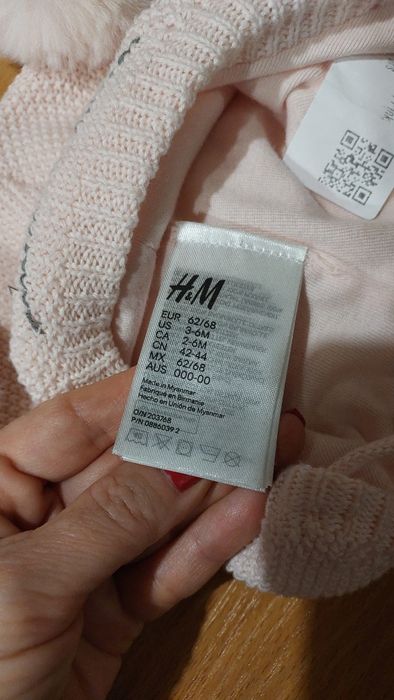 H&M
EUR 62/68
US 3-6M
CA 2-6M
CN 42-44
MX 62/68
AUS 000-00
Made in Myanmar
Fabriqué en Birmanie
Hecho en Unión de Myanmar
O/N 203768
P/N 0886039 2